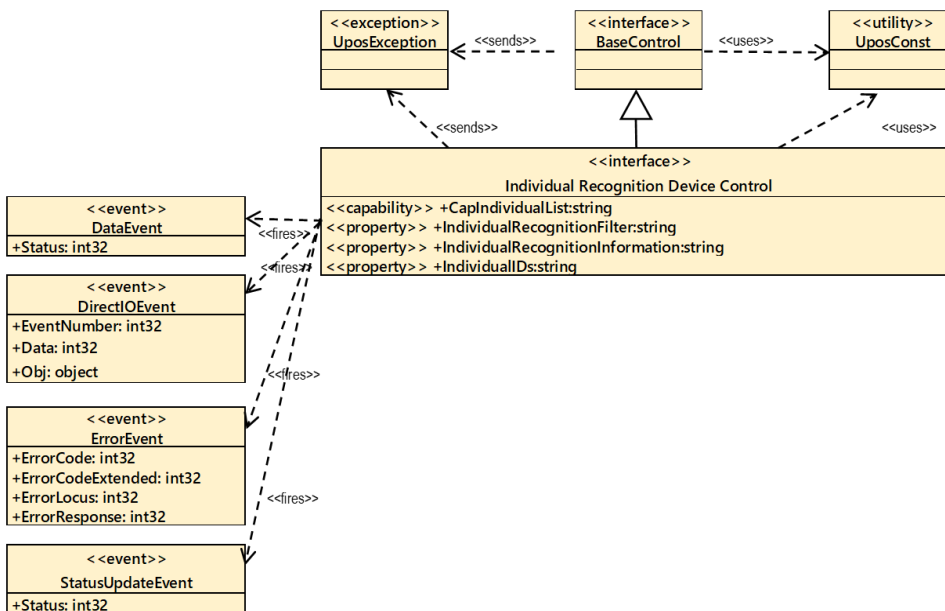 <<exception>>
UposException
<<sends>>
<<interface>>
BaseControl
<<uses>>
<<utility>>
UposConst
<<sends>>
<<uses>>
<<interface>>
Individual Recognition Device Control
<<capability>> +CapIndividualList:string
<<property>> +IndividualRecognitionFilter:string
<<property>> +IndividualRecognitionInformation:string
<<property>> +IndividualIDs:string
<<event>>
DataEvent
+Status: int32
<<fires>>
<<fires>>
<<event>>
DirectIOEvent
+EventNumber: int32
+Data: int32
+Obj: object
<<fires>>
<<event>>
ErrorEvent
+ErrorCode: int32
+ErrorCodeExtended: int32
+ErrorLocus: int32
+ErrorResponse: int32
<<fires>>
<<event>>
StatusUpdateEvent
+Status: int32